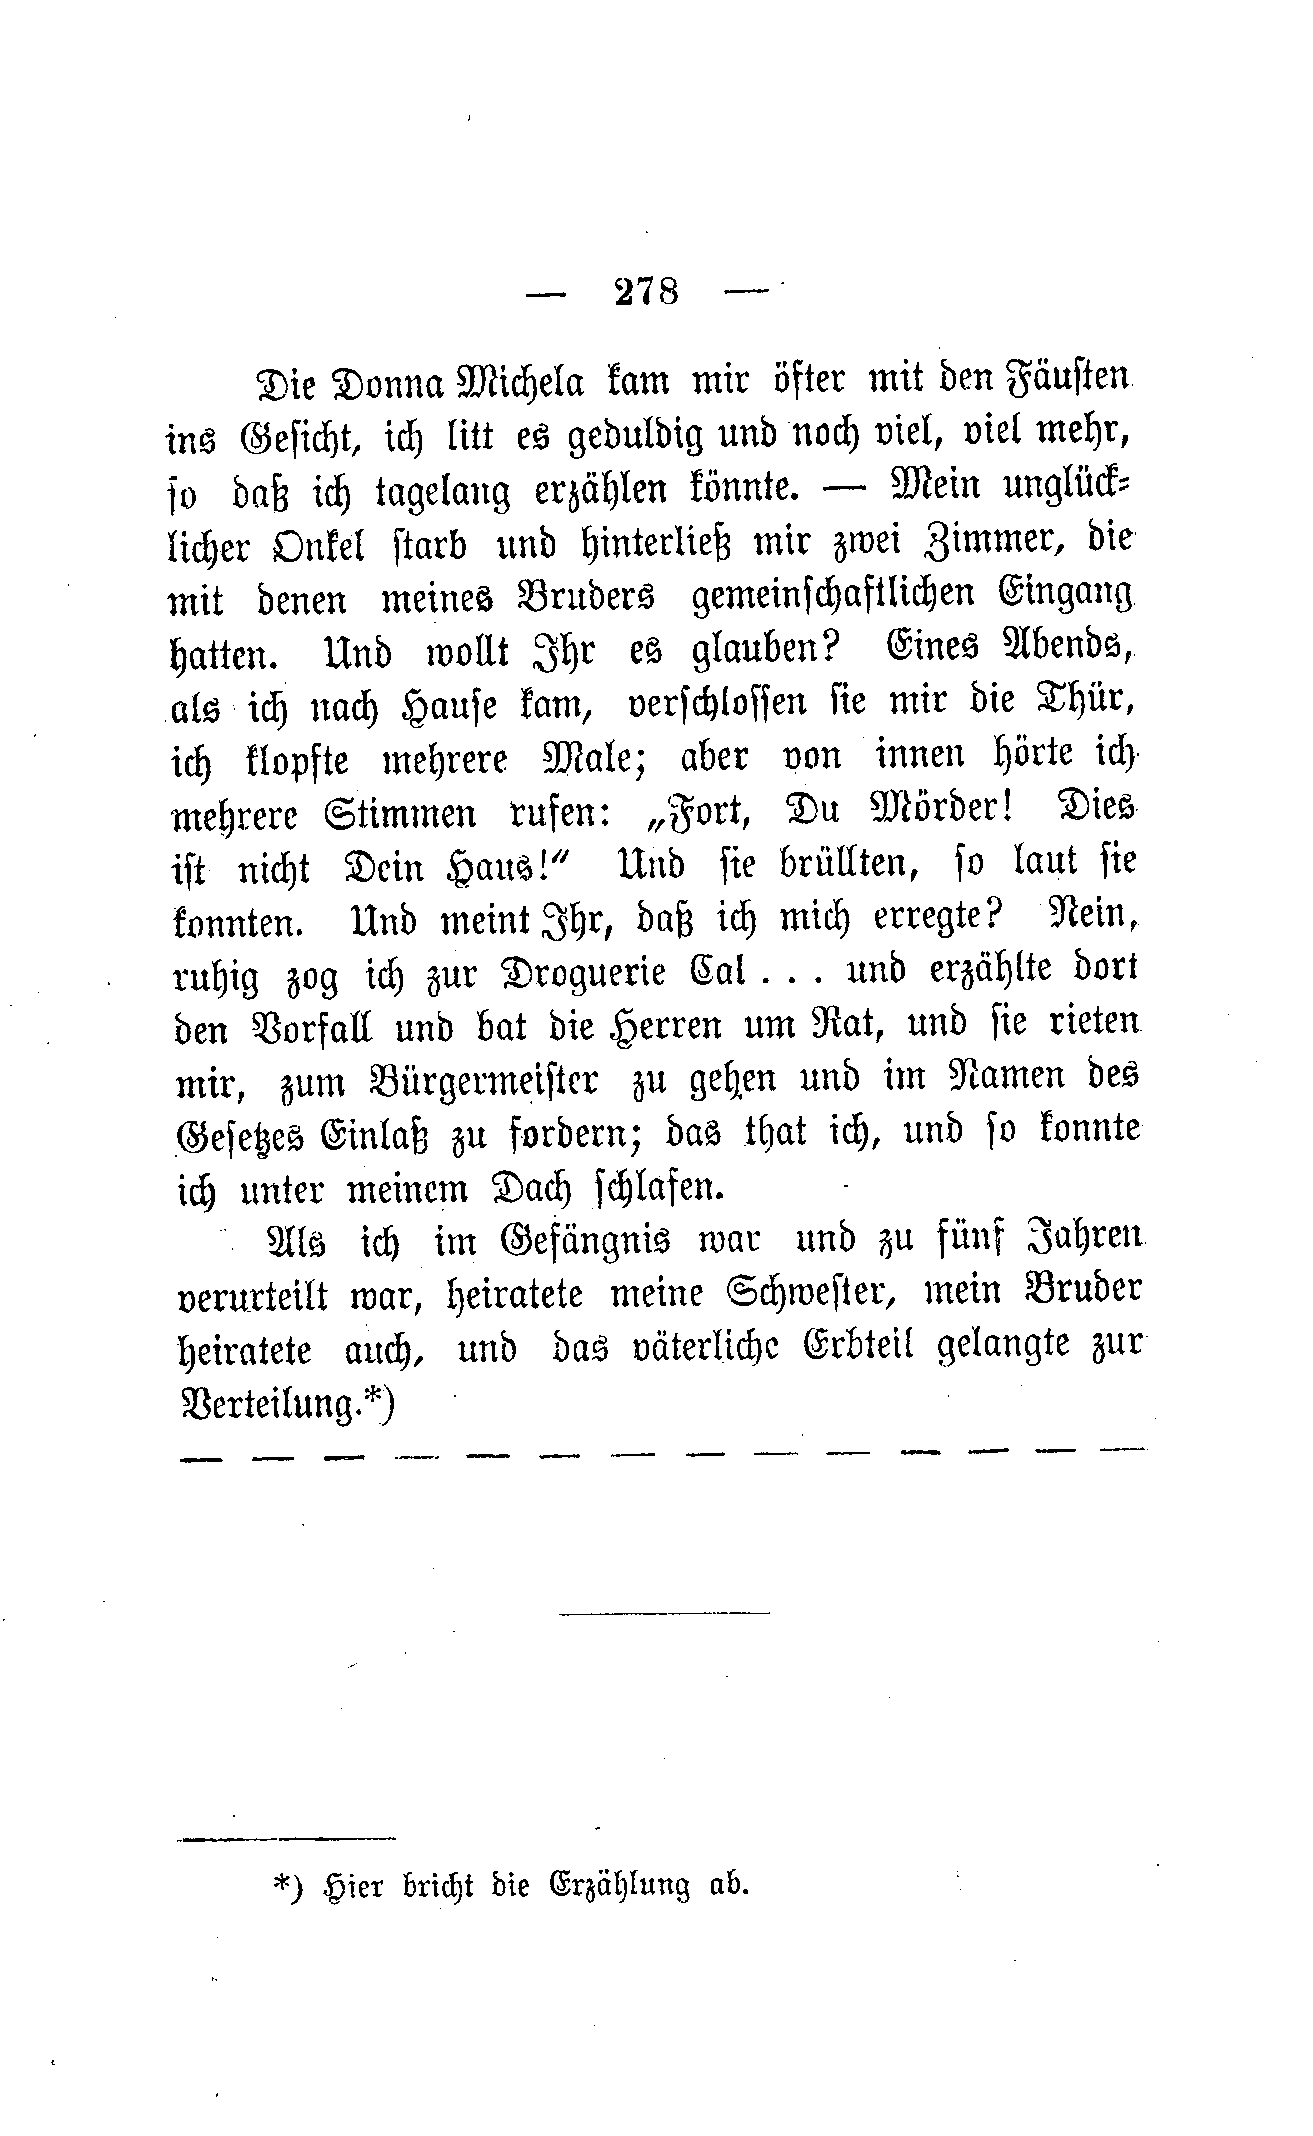 — 278 —
Die Donna Michela kam mir öfter mit den Fäusten
ins Gesicht, ich litt es geduldig und noch viel, viel mehr,
so daß ich tagelang erzählen könnte. — Mein unglück-
licher Onkel starb und hinterließ mir zwei Zimmer, die
mit denen meines Bruders gemeinschaftlichen Eingang
hatten. Und wollt Ihr es glauben? Eines Abends,
als ich nach Hause kam, verschlossen sie mir die Thür,
ich klopfte mehrere Male; aber von innen hörte ich
mehrere Stimmen rufen: „Fort, Du Mörder! Dies
ist nicht Dein Haus!“ Und sie brüllten, so laut sie
konnten. Und meint Ihr, daß ich mich erregte? Nein,
ruhig zog ich zur Droguerie Cal . . . und erzählte dort
den Vorfall und bat die Herren um Rat, und sie rieten
mir, zum Bürgermeister zu gehen und im Namen des
Gesetzes Einlaß zu fordern; das that ich, und so konnte
ich unter meinem Dach schlafen.
Als ich im Gefängnis war und zu fünf Jahren
verurteilt war, heiratete meine Schwester, mein Bruder
heiratete auch, und das väterliche Erbteil gelangte zur
Verteilung.*)
— — — — — — — — — — — — — —
*) Hier bricht die Erzählung ab.